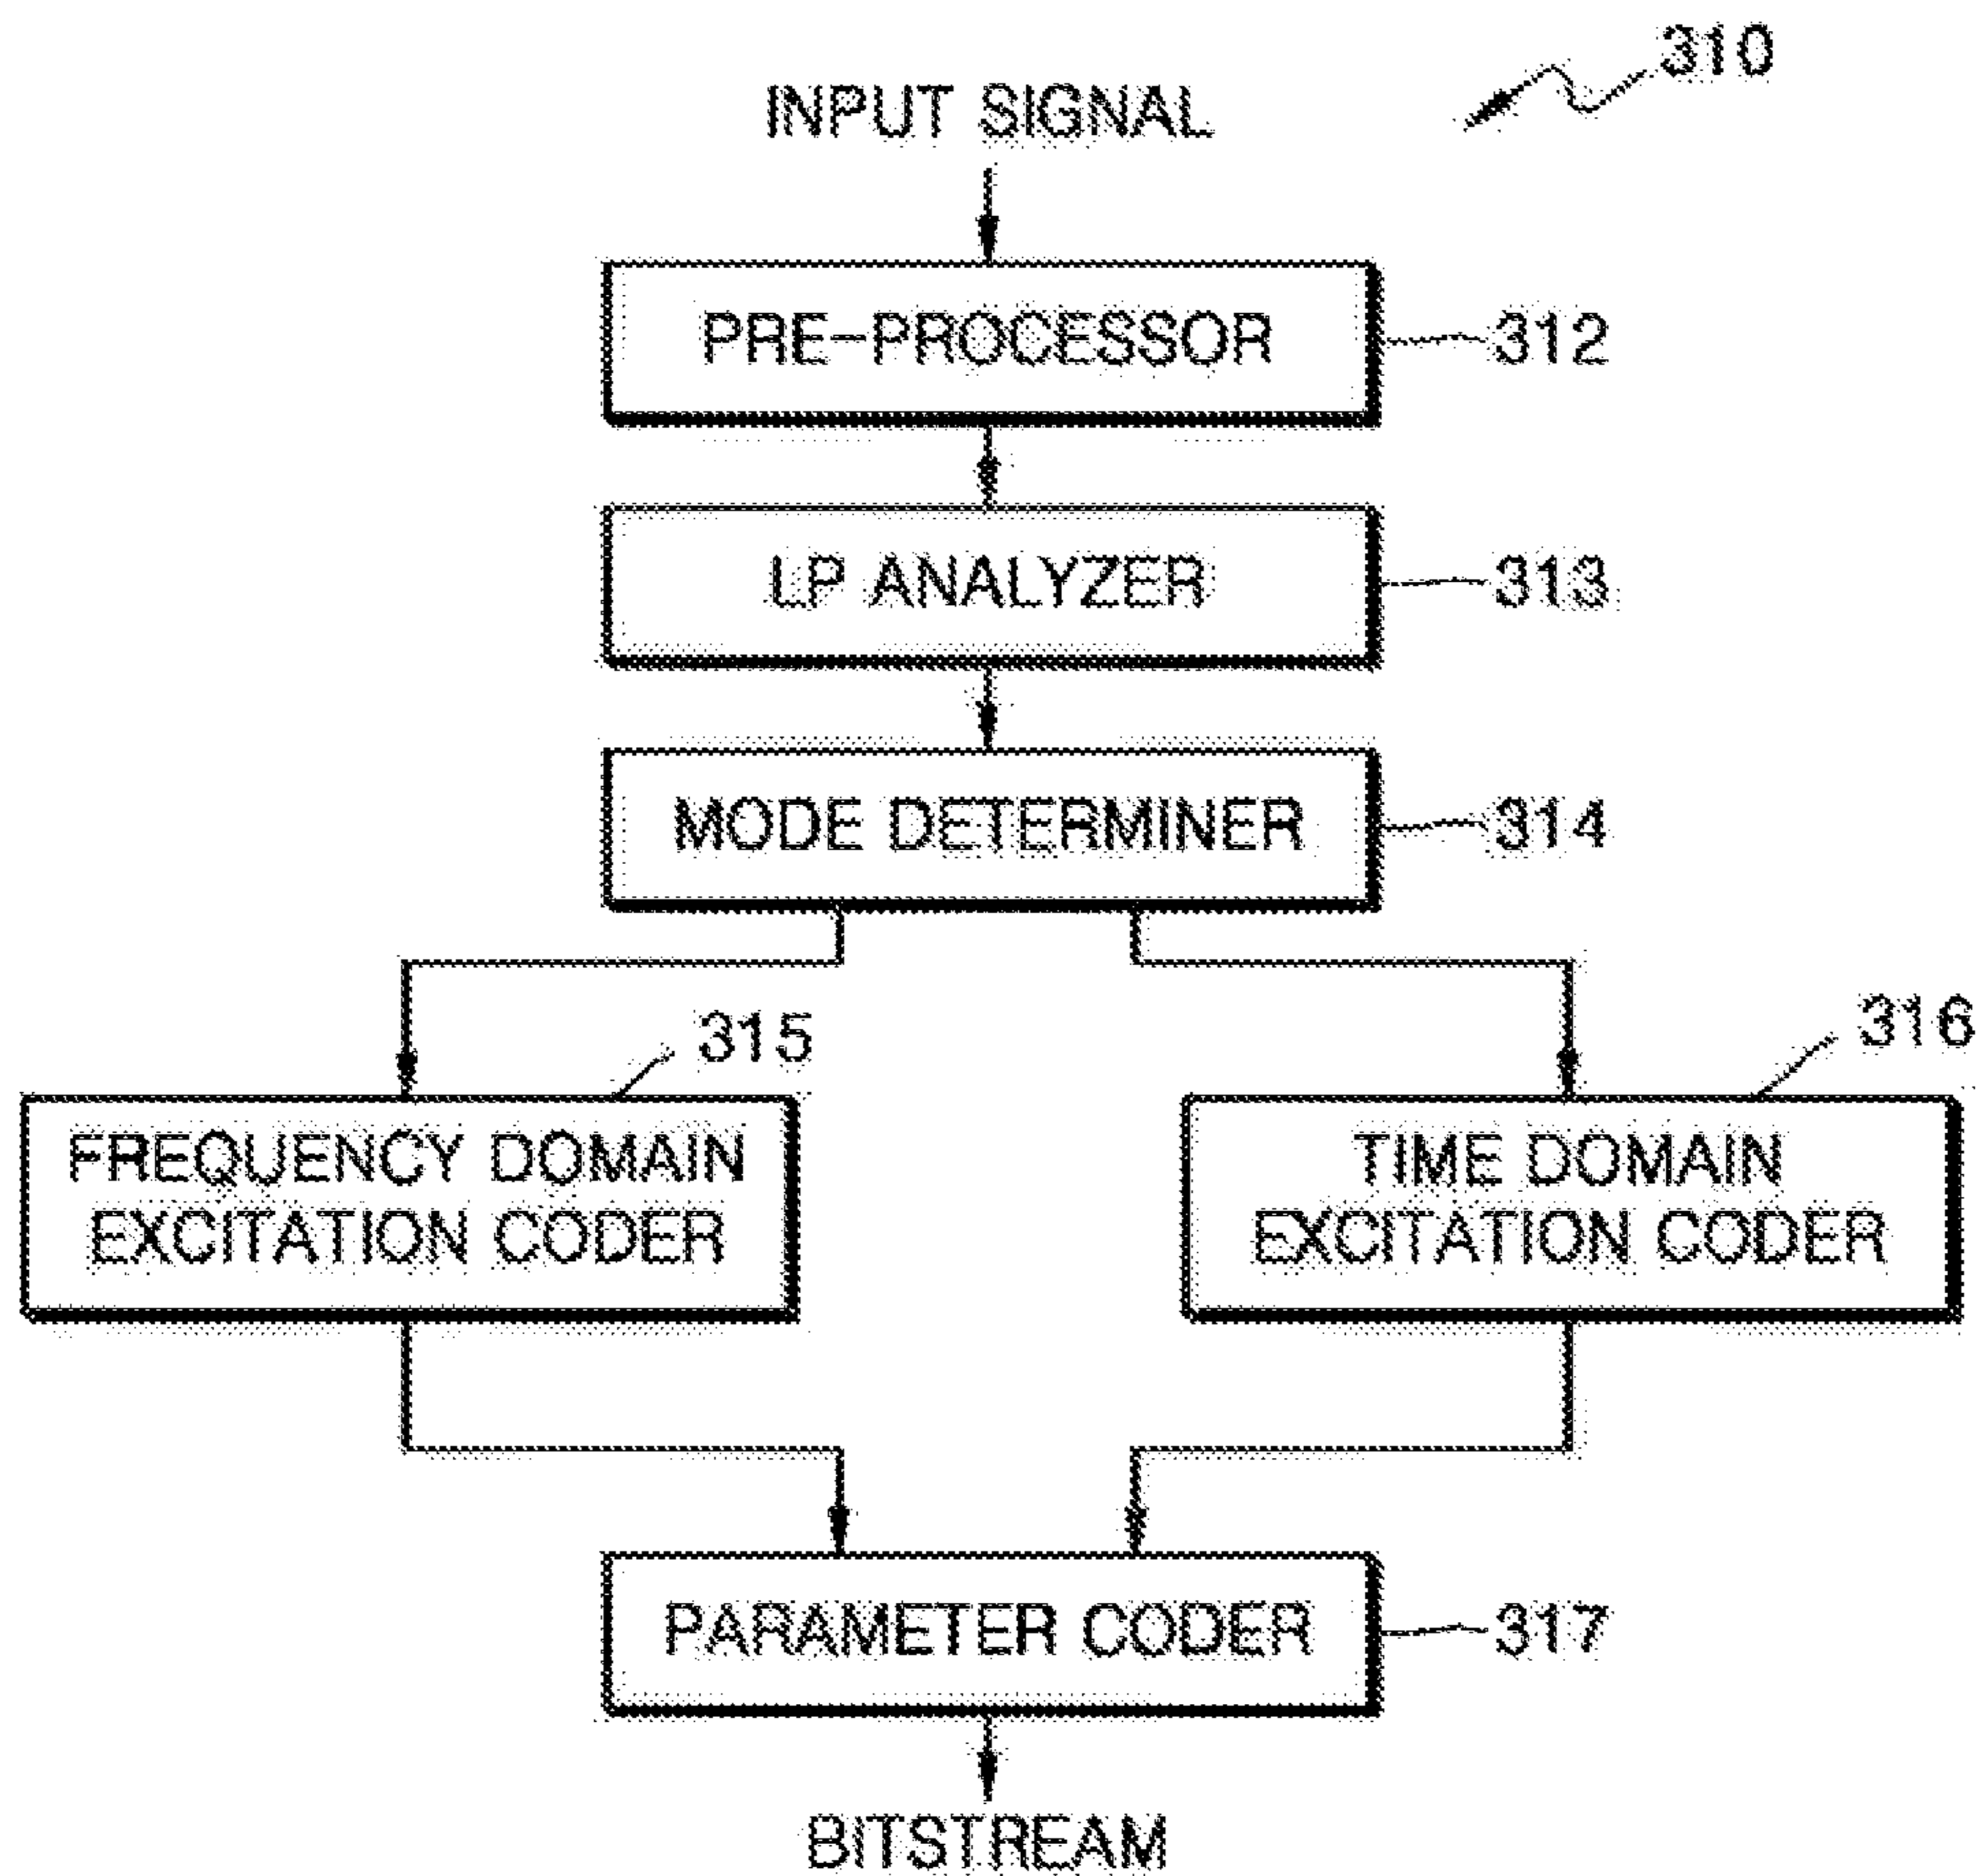 310
INPUT SIGNAL
PRE-PROCESSOR
312
LP ANALYZER
313
MODE DETERMINER
314
315
316
FREQUENCY DOMAIN
EXCITATION CODER
TIME DOMAIN
EXCITATION CODER
PARAMETER CODER
317
BITSTREAM